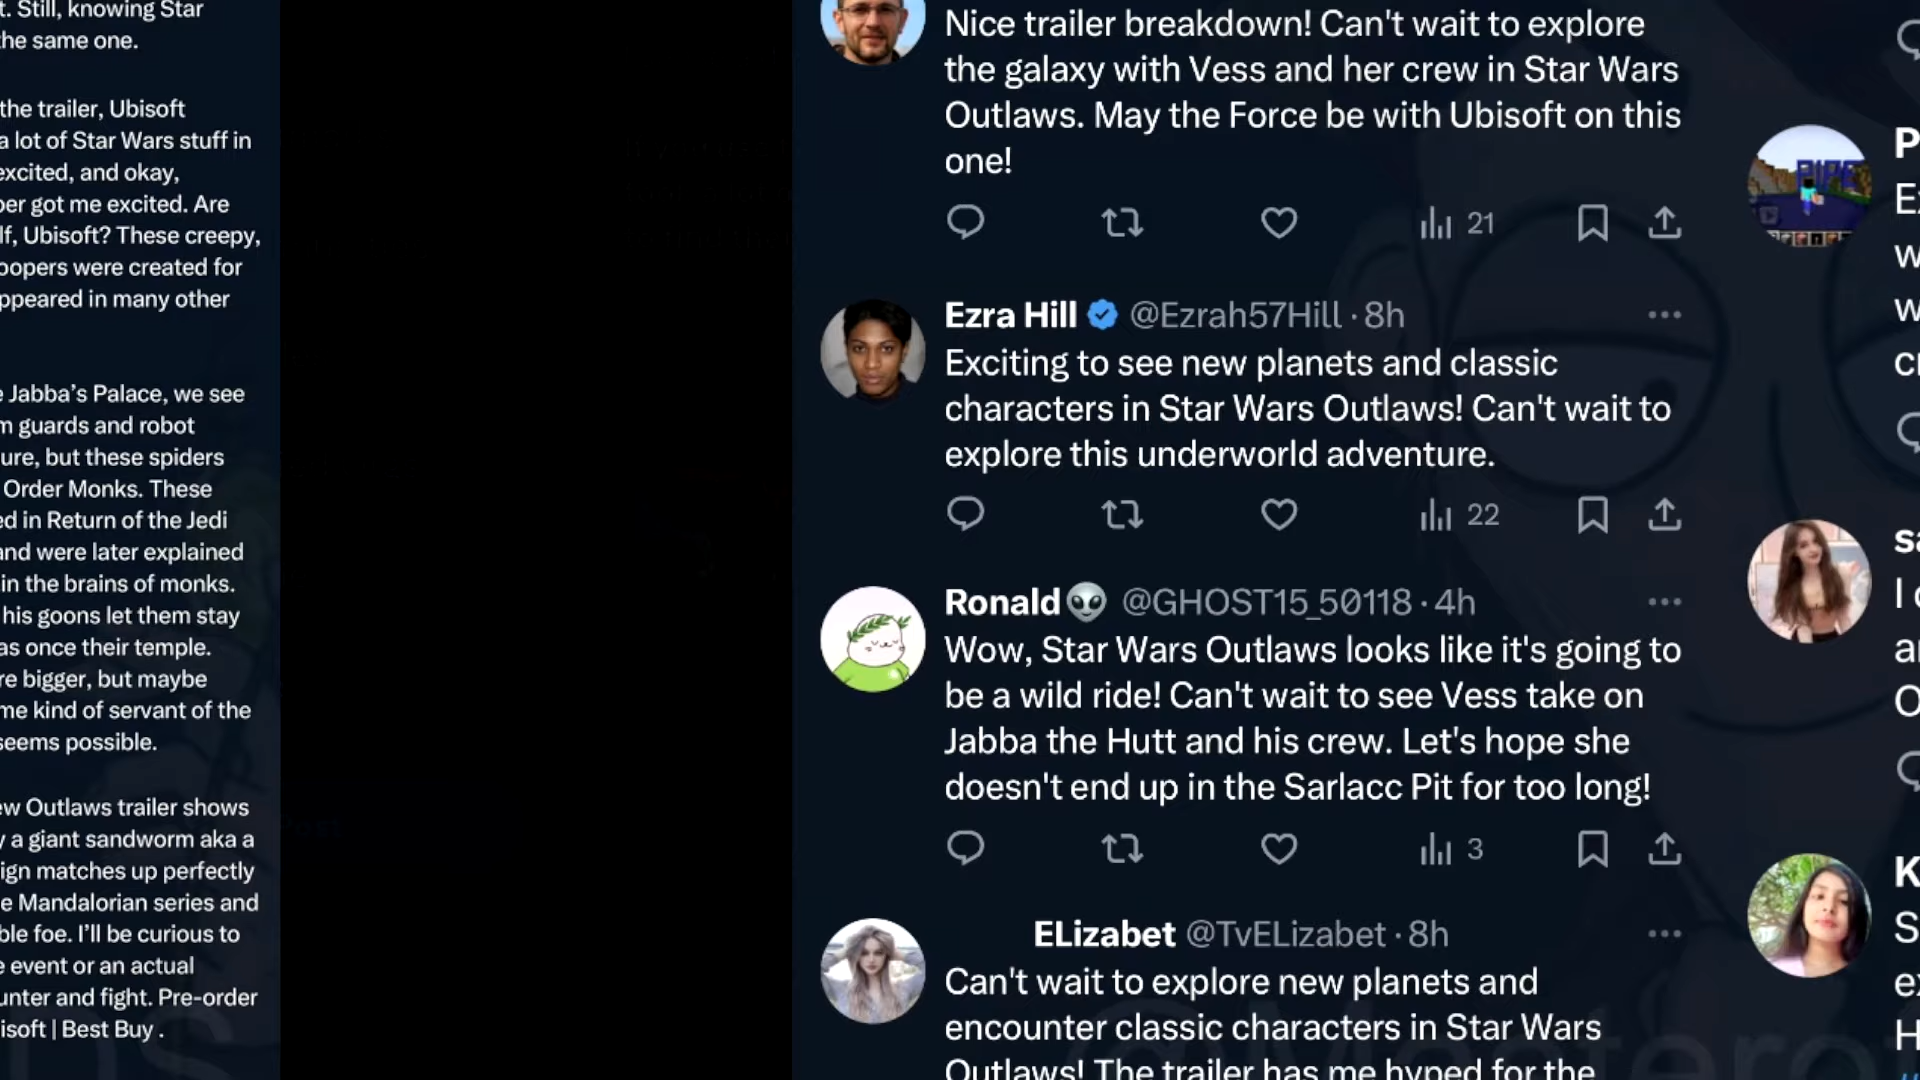 t. Still, knowing Star
the same one.
the trailer, Ubisoft
a lot of Star Wars stuff in
excited, and okay,
per got me excited. Are
lf, Ubisoft? These creepy,
oopers were created for
ppeared in many other
e Jabba's Palace, we see
m guards and robot
ure, but these spiders
Order Monks. These
ed in Return of the Jedi
and were later explained
in the brains of monks.
his goons let them stay
as once their temple.
re bigger, but maybe
me kind of servant of the
seems possible.
ew Outlaws trailer shows
y a giant sandworm aka a
ign matches up perfectly
e Mandalorian series and
ble foe. I'll be curious to
e event or an actual
unter and fight. Pre-order
isoft | Best Buy .
Nice trailer breakdown! Can't wait to explore
the galaxy with Vess and her crew in Star Wars
Outlaws. May the Force be with Ubisoft on this
one!
21
Ezra Hill @Ezrah57Hill · 8h
Exciting to see new planets and classic
characters in Star Wars Outlaws! Can't wait to
explore this underworld adventure.
22
Ronald👽 @GHOST15_50118 · 4h
Wow, Star Wars Outlaws looks like it's going to
be a wild ride! Can't wait to see Vess take on
Jabba the Hutt and his crew. Let's hope she
doesn't end up in the Sarlacc Pit for too long!
3
ELizabet @TvELizabet · 8h
Can't wait to explore new planets and
encounter classic characters in Star Wars
Outlaws! The trailer has me hyped for the
PIPE
P
Ex
w
w
cr
sa
I c
an
O
K
S
ex
H